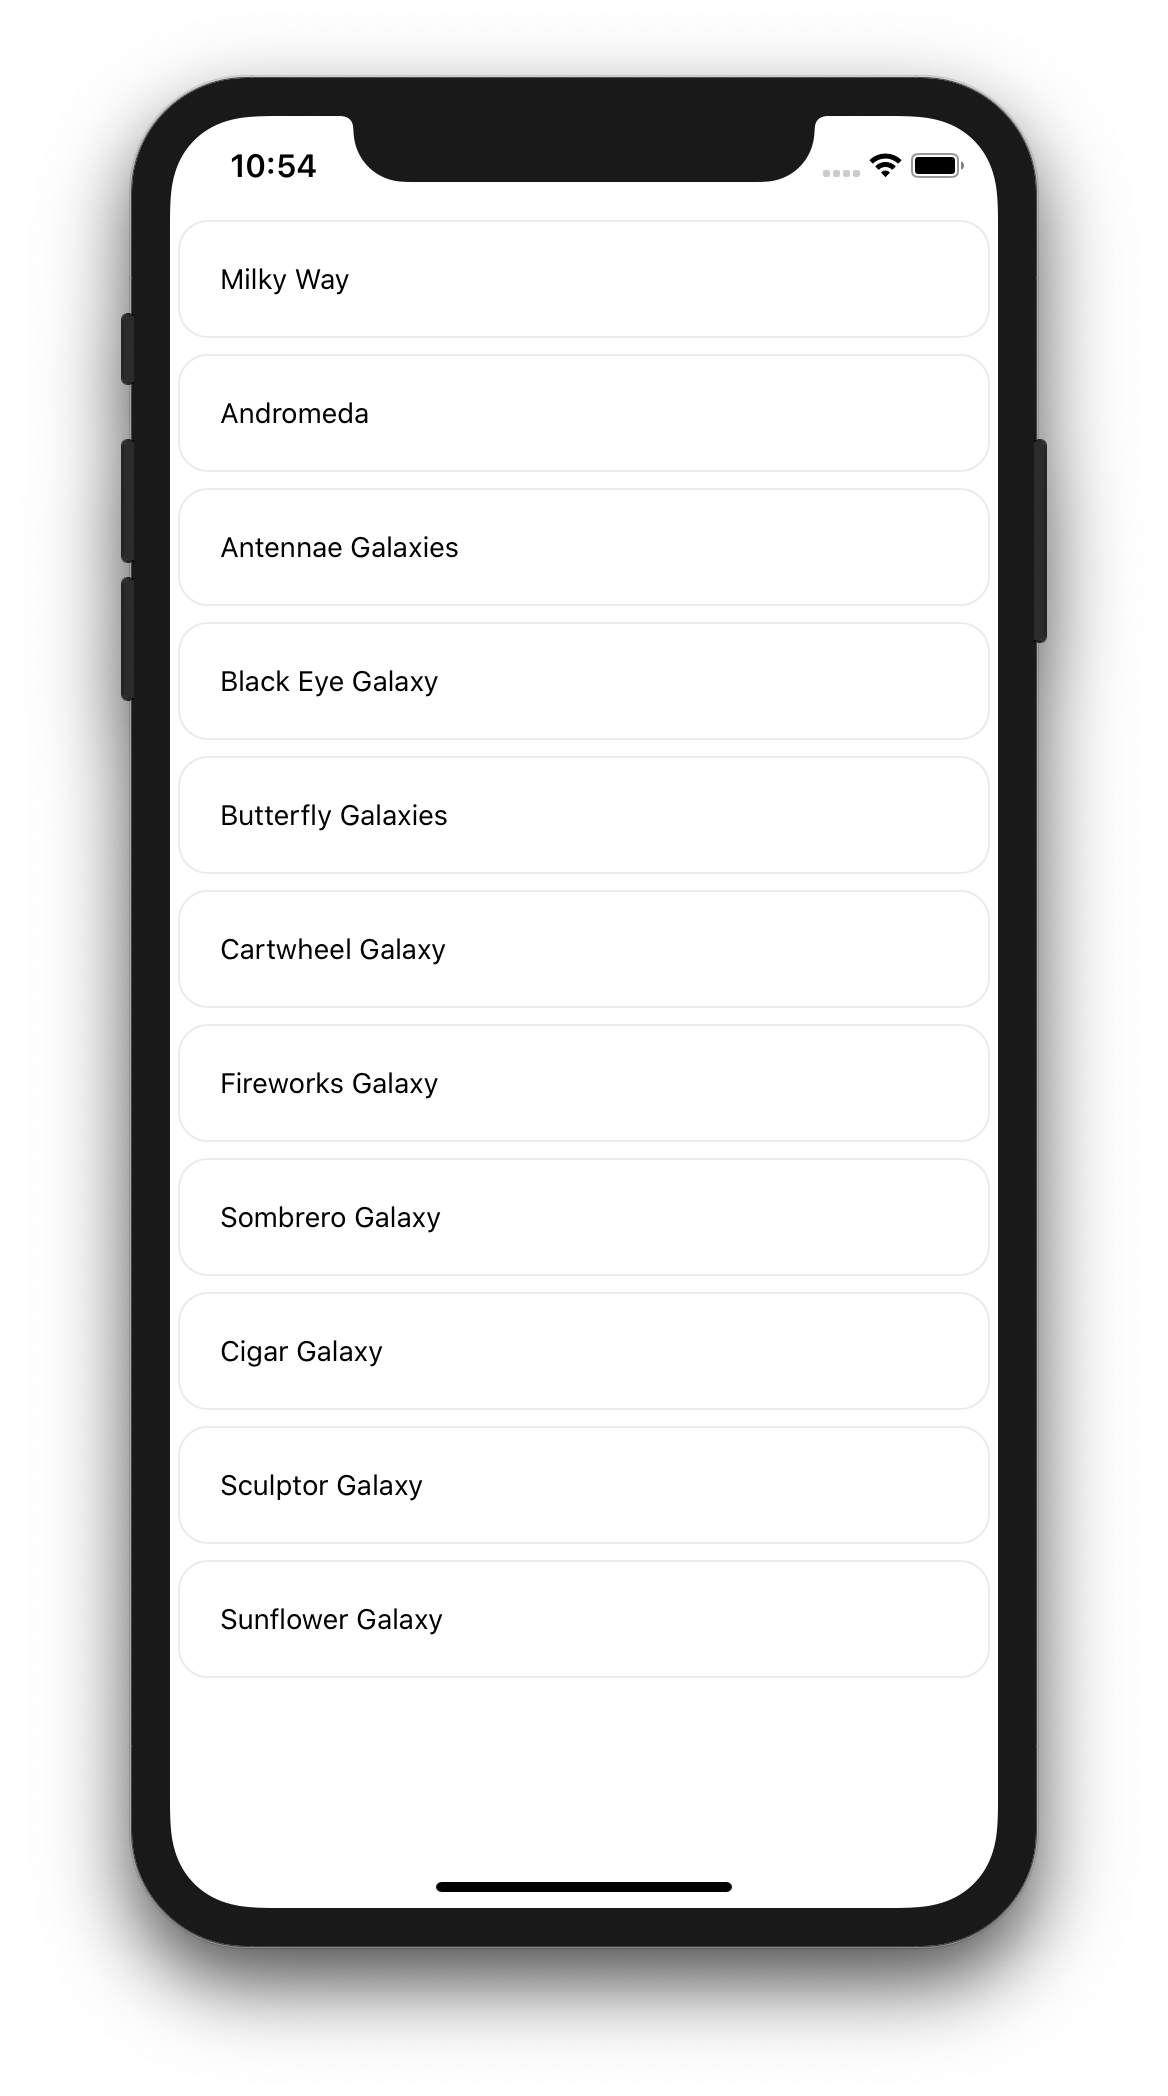 10:54
Milky Way
Andromeda
Antennae Galaxies
Black Eye Galaxy
Butterfly Galaxies
Cartwheel Galaxy
Fireworks Galaxy
Sombrero Galaxy
Cigar Galaxy
Sculptor Galaxy
Sunflower Galaxy